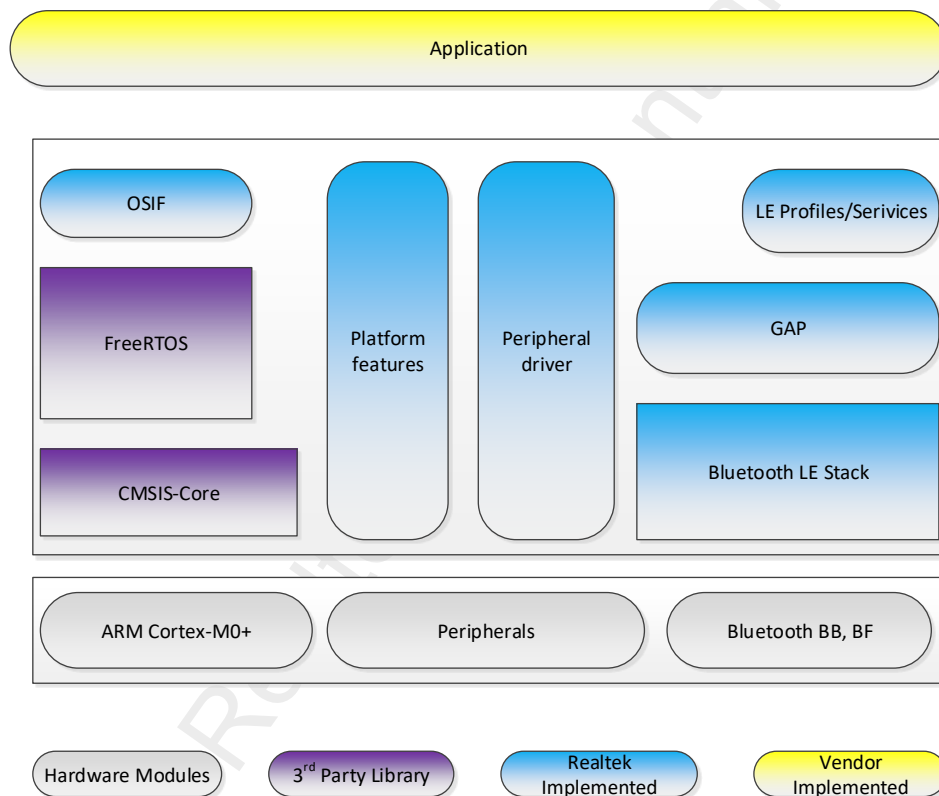 Application
OSIF
LE Profiles/Serivices
FreeRTOS
Platform
features
Peripheral
driver
GAP
CMSIS-Core
Bluetooth LE Stack
ARM Cortex-M0+
Peripherals
Bluetooth BB, BF
Hardware Modules
3rd Party Library
Realtek
Implemented
Vendor
Implemented